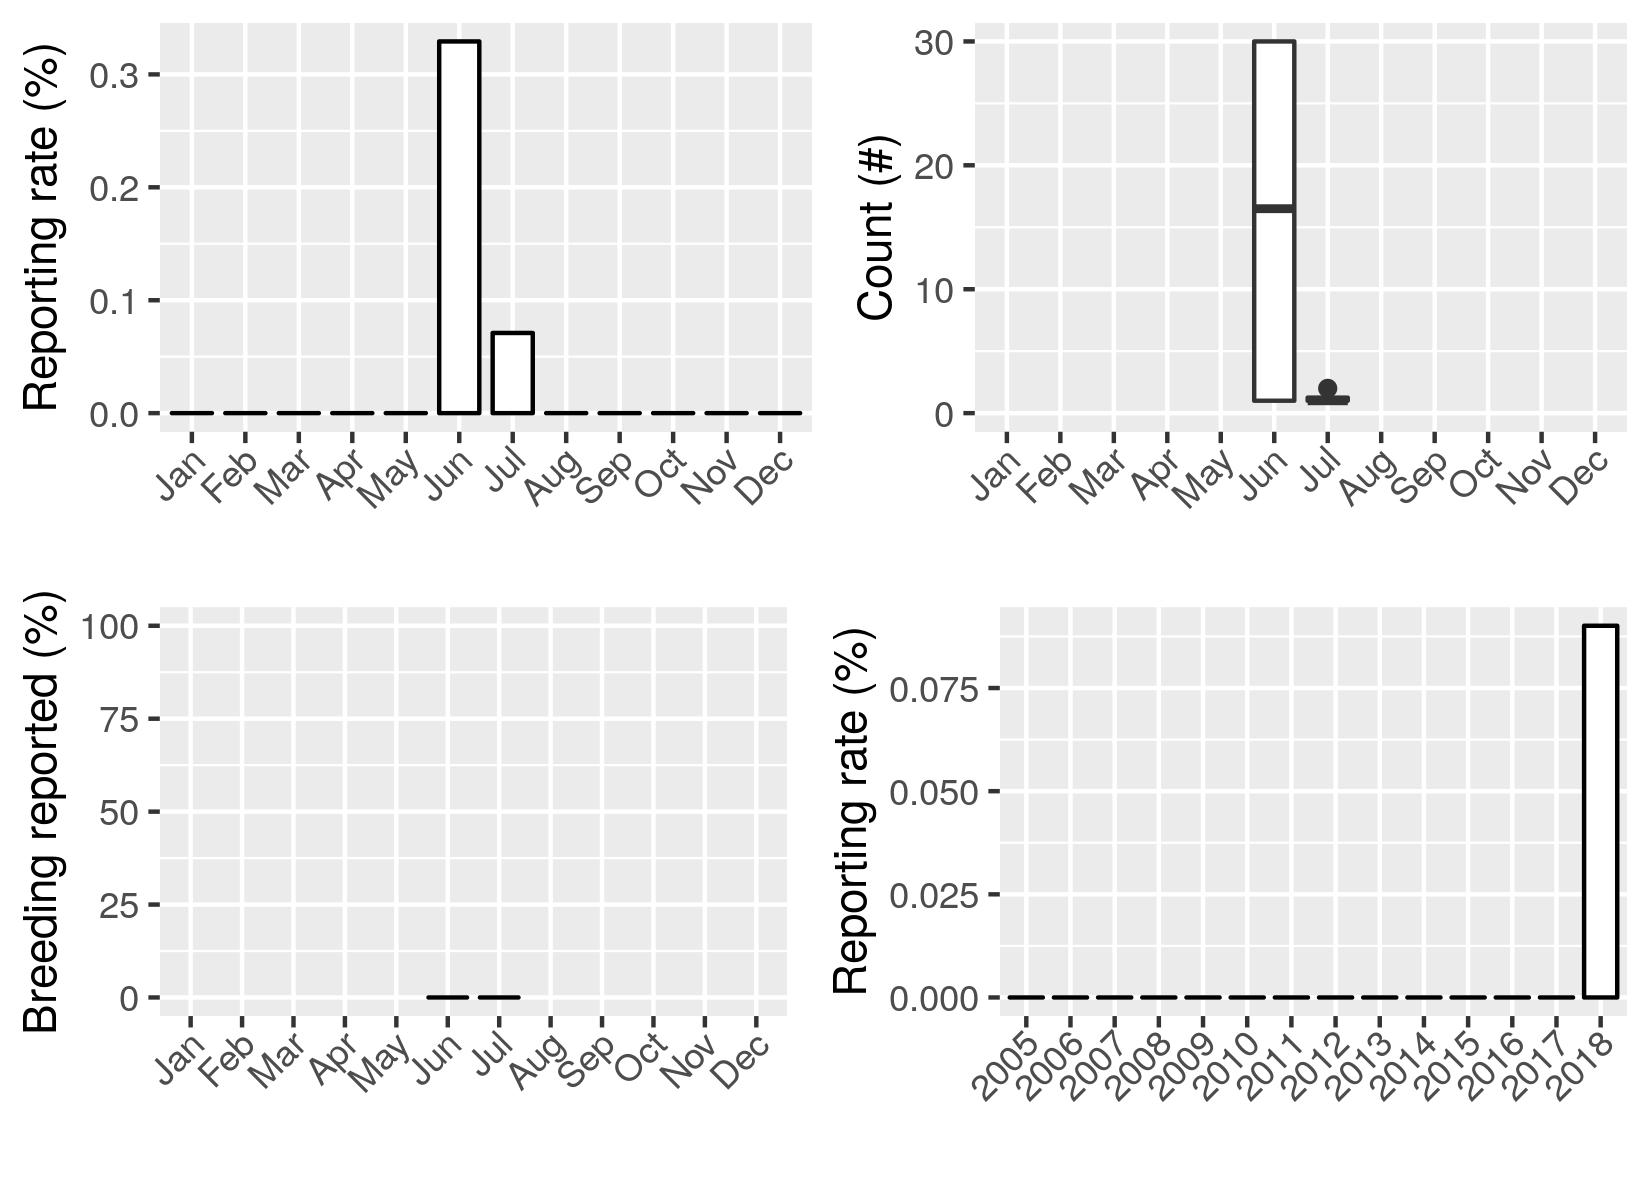 Reporting rate (%)
0.3
0.2
0.1
0.0
Jan Feb Mar Apr May Jun Jul Aug Sep Oct Nov Dec
Count (#)
30
20
10
0
Jan Feb Mar Apr May Jun Jul Aug Sep Oct Nov Dec
Breeding reported (%)
100
75
50
25
0
Jan Feb Mar Apr May Jun Jul Aug Sep Oct Nov Dec
Reporting rate (%)
0.075
0.050
0.025
0.000
2005 2006 2007 2008 2009 2010 2011 2012 2013 2014 2015 2016 2017 2018